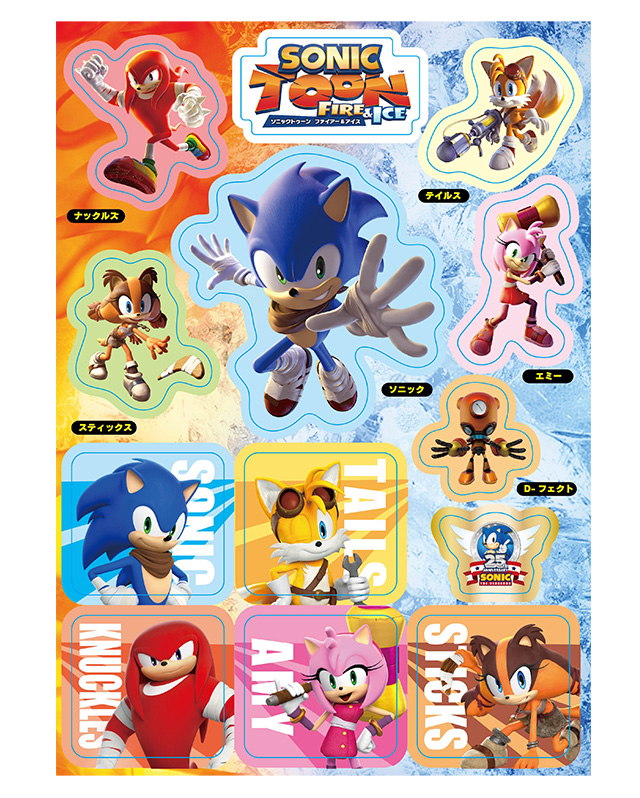 SONIC
TOON
FIRE & ICE
ソニックトゥーン ファイアー&アイス
ナックルズ
テイルス
エミー
ソニック
スティックス
D-フェクト
SONIC
TAILS
25
SONIC
THE HEDGEHOG
KNUCKLES
AMY
STICKS